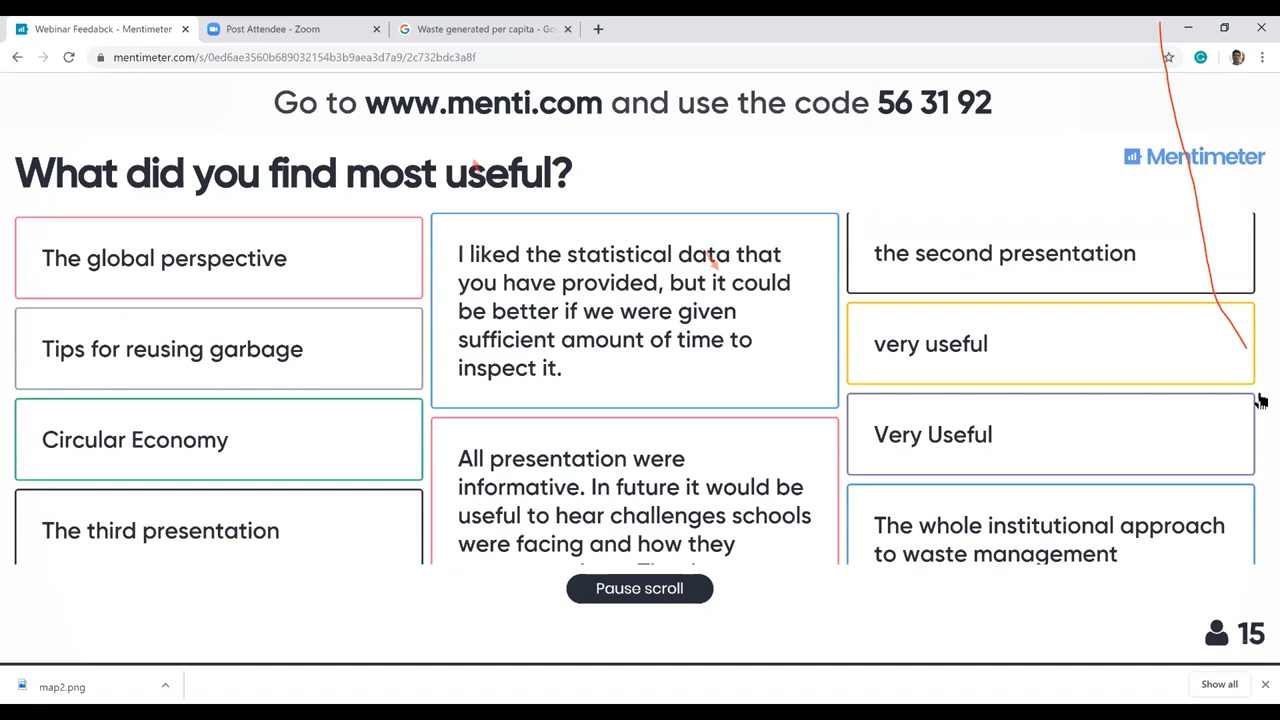 Webinar Feedabck - Mentimeter
Post Attendee - Zoom
Waste generated per capita - Go
mentimeter.com/s/0ed6ae3560b689032154b3b9aea3d7a9/2c732bdc3a8f
Go to www.menti.com and use the code 56 31 92
Mentimeter
What did you find most useful?
The global perspective
Tips for reusing garbage
Circular Economy
The third presentation
I liked the statistical data that
you have provided, but it could
be better if we were given
sufficient amount of time to
inspect it.
All presentation were
informative. In future it would be
useful to hear challenges schools
were facing and how they
the second presentation
very useful
Very Useful
The whole institutional approach
to waste management
Pause scroll
15
map2.png
Show all